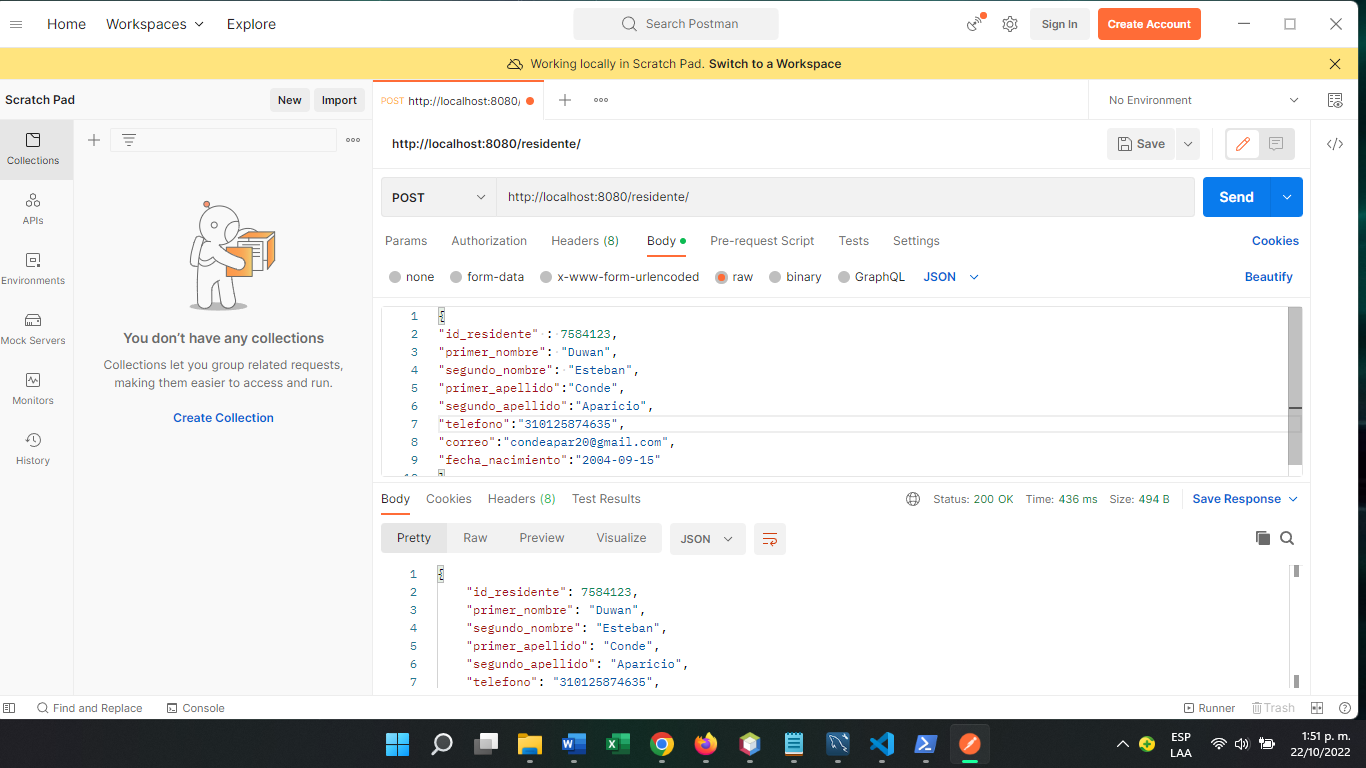 Home Workspaces Explore Search Postman Sign In Create Account
Working locally in Scratch Pad. Switch to a Workspace
Scratch Pad New Import POST http://localhost:8080/ No Environment
http://localhost:8080/residente/ Save
Collections
APIs
Environments
Mock Servers
Monitors
History
You don't have any collections
Collections let you group related requests,
making them easier to access and run.
Create Collection
POST http://localhost:8080/residente/ Send
Params Authorization Headers (8) Body Pre-request Script Tests Settings Cookies
none form-data x-www-form-urlencoded raw binary GraphQL JSON Beautify
1 {
2 "id_residente" : 7584123,
3 "primer_nombre": "Duwan",
4 "segundo_nombre": "Esteban",
5 "primer_apellido":"Conde",
6 "segundo_apellido":"Aparicio",
7 "telefono":"310125874635",
8 "correo":"condeapar20@gmail.com",
9 "fecha_nacimiento":"2004-09-15"
Body Cookies Headers (8) Test Results Status: 200 OK Time: 436 ms Size: 494 B Save Response
Pretty Raw Preview Visualize JSON
1 {
2 "id_residente": 7584123,
3 "primer_nombre": "Duwan",
4 "segundo_nombre": "Esteban",
5 "primer_apellido": "Conde",
6 "segundo_apellido": "Aparicio",
7 "telefono": "310125874635",
Find and Replace Console Runner Trash
ESP
LAA
1:51 p. m.
22/10/2022